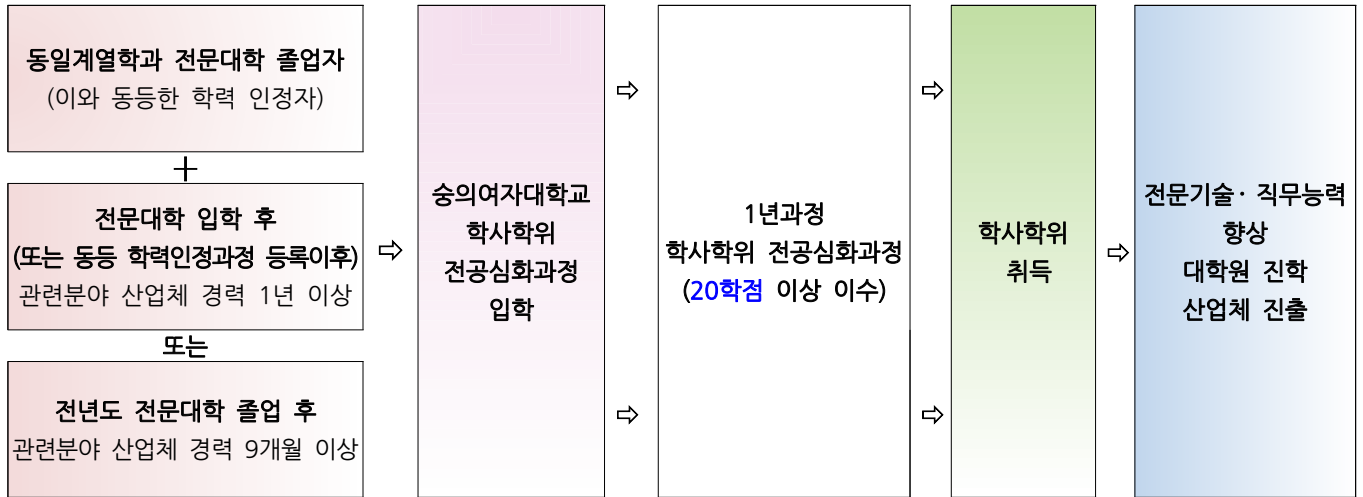 동일계열학과 전문대학 졸업자
(이와 동등한 학력 인정자)
+
전문대학 입학 후
(또는 동등 학력인정과정 등록이후)
관련분야 산업체 경력 1년 이상
또는
전년도 전문대학 졸업 후
관련분야 산업체 경력 9개월 이상
⇨
숭의여자대학교
학사학위
전공심화과정
입학
⇨
⇨
1년과정
학사학위 전공심화과정
(20학점 이상 이수)
⇨
⇨
학사학위
취득
⇨
전문기술· 직무능력
향상
대학원 진학
산업체 진출